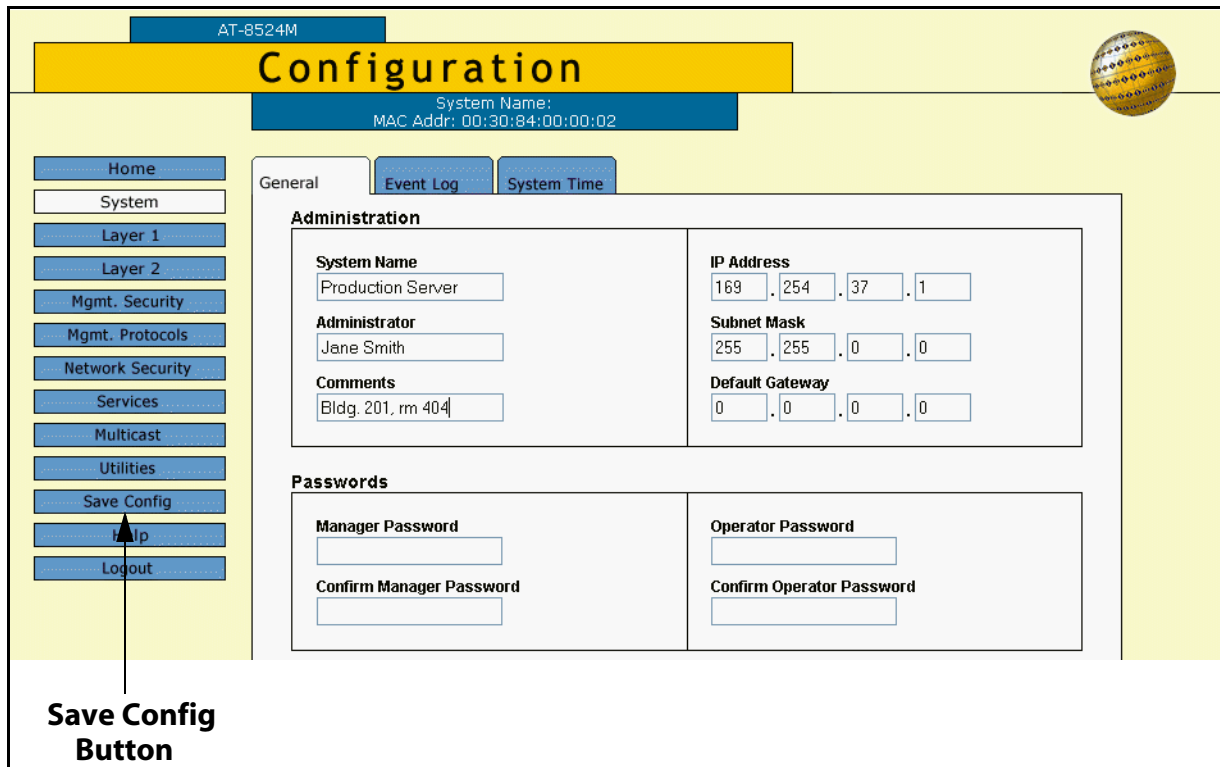 AT-8524M
Configuration
System Name:
MAC Addr: 00:30:84:00:00:02
Home
System
Layer 1
Layer 2
Mgmt. Security
Mgmt. Protocols
Network Security
Services
Multicast
Utilities
Save Config
Help
Logout
General
Event Log
System Time
Administration
System Name
Production Server
Administrator
Jane Smith
Comments
Bldg. 201, rm 404
IP Address
169 . 254 . 37 . 1
Subnet Mask
255 . 255 . 0 . 0
Default Gateway
0 . 0 . 0 . 0
Passwords
Manager Password
Confirm Manager Password
Operator Password
Confirm Operator Password
Save Config
Button